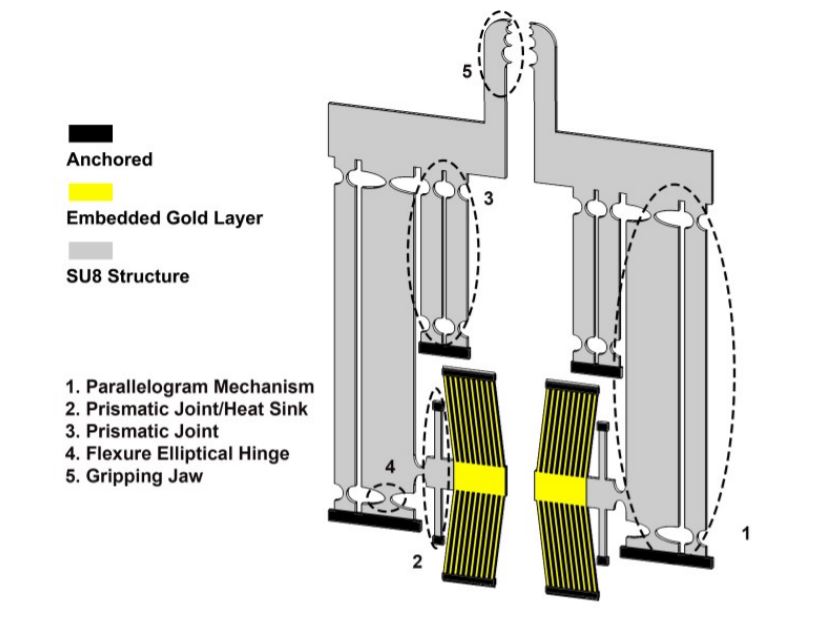 5
Anchored
3
Embedded Gold Layer
SU8 Structure
1. Parallelogram Mechanism
2. Prismatic Joint/Heat Sink
3. Prismatic Joint
4. Flexure Elliptical Hinge
5. Gripping Jaw
4
1
2